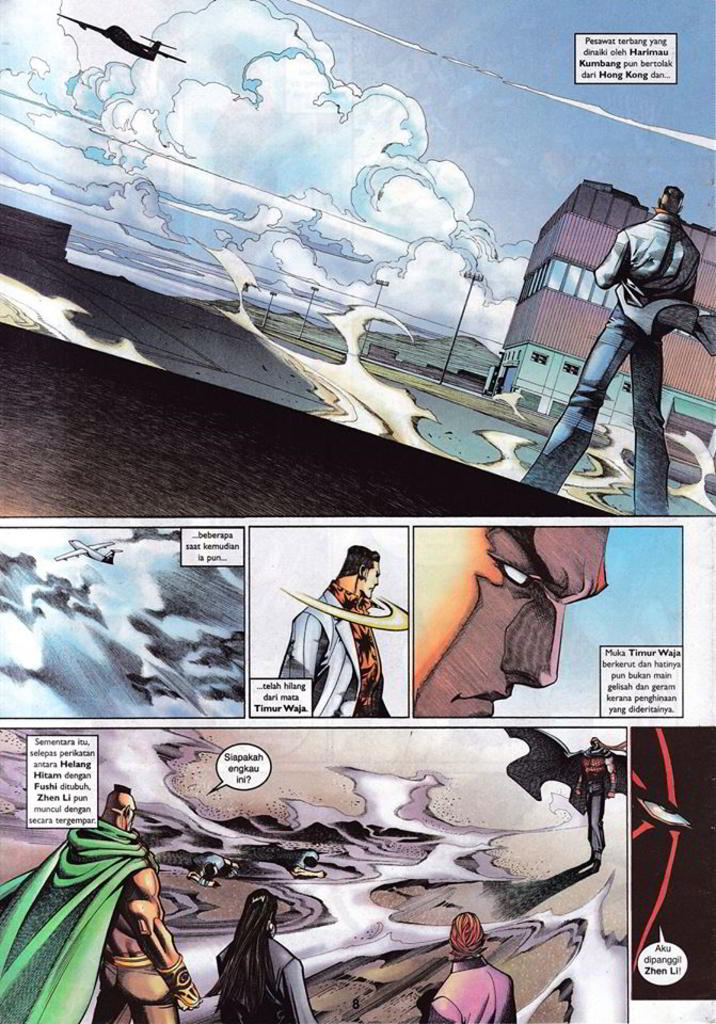 Pesawat terbang yang
dinaiki oleh Harimau
Kumbang pun bertolak
dari Hong Kong dan...
...beberapa
saat kemudian
ia pun...
...telah hilang
dari mata
Timur Waja.
Muka Timur Waja
berkerut dan hatinya
pun bukan main
gelisah dan geram
kerana penghinaan
yang dideritainya.
Sementara itu,
selepas perikatan
antara Helang
Hitam dengan
Fushi ditubuh,
Zhen Li pun
muncul dengan
secara tergempar.
Siapakah
engkau
ini?
Aku
dipanggil
Zhen Li!
8